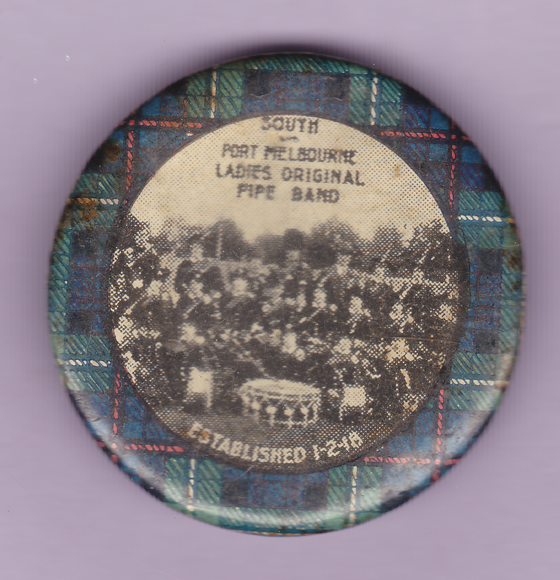 SOUTH
PORT MELBOURNE
LADIES ORIGINAL
PIPE BAND
ESTABLISHED 1-2-18